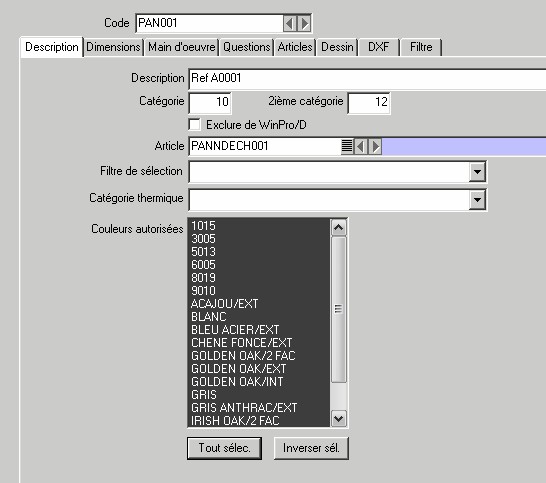 Code PAN001
Description Dimensions Main d'oeuvre Questions Articles Dessin DXF Filtre
Description Ref A0001
Catégorie 10 2ième catégorie 12
Exclure de WinPro/D
Article PANNDECH001
Filtre de sélection
Catégorie thermique
Couleurs autorisées
1015
3005
5013
6005
8019
9010
ACAJOU/EXT
BLANC
BLEU ACIER/EXT
CHENE FONCE/EXT
GOLDEN OAK/2 FAC
GOLDEN OAK/EXT
GOLDEN OAK/INT
GRIS
GRIS ANTHRAC/EXT
IRISH OAK/2 FAC
Tout sélec. Inverser sél.